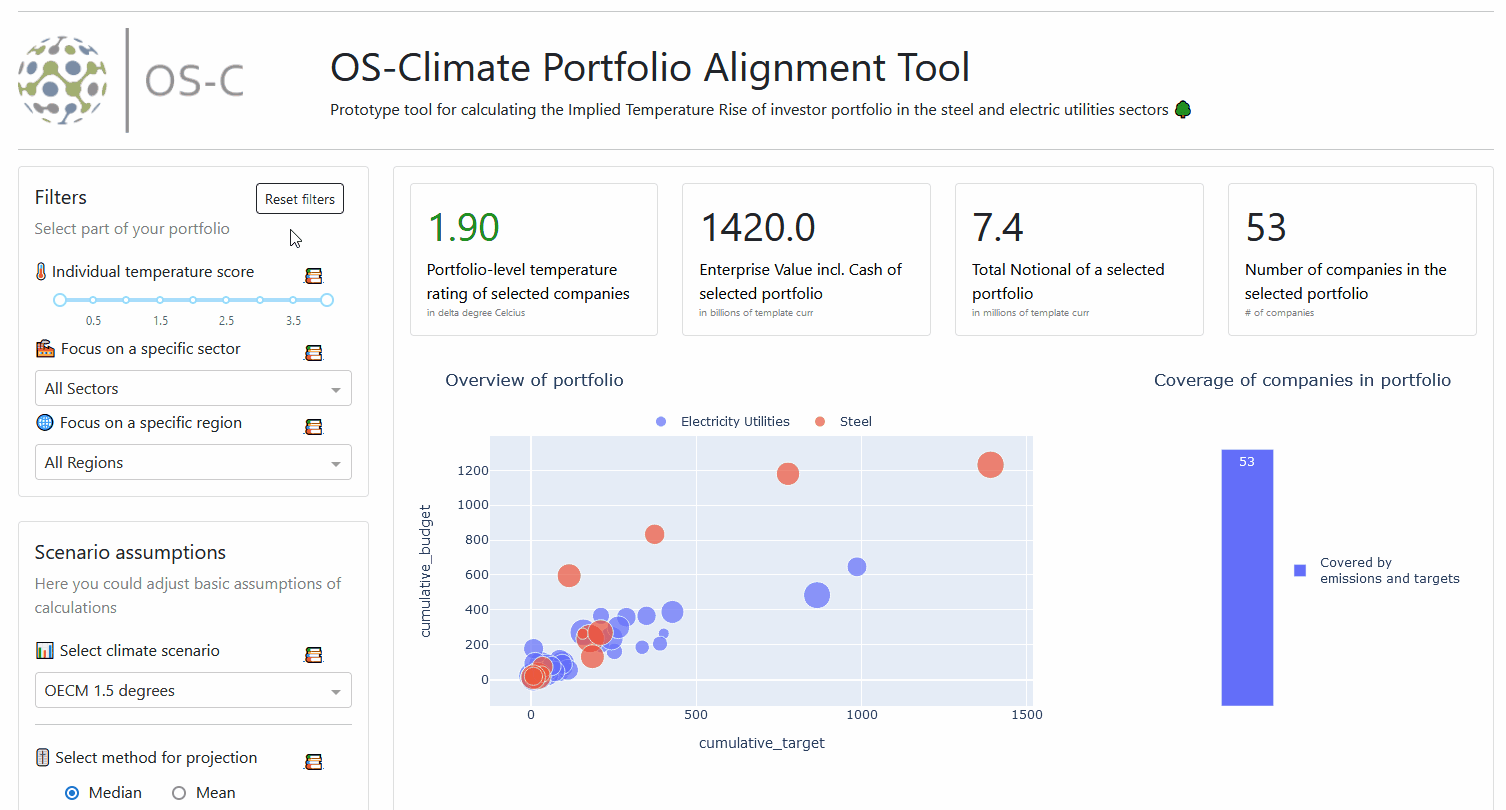 OS-C
OS-Climate Portfolio Alignment Tool
Prototype tool for calculating the Implied Temperature Rise of investor portfolio in the steel and electric utilities sectors
Filters
Reset filters
Select part of your portfolio
Individual temperature score
0.5 1.5 2.5 3.5
Focus on a specific sector
All Sectors
Focus on a specific region
All Regions
Scenario assumptions
Here you could adjust basic assumptions of
calculations
Select climate scenario
OECM 1.5 degrees
Select method for projection
Median Mean
1.90
Portfolio-level temperature
rating of selected companies
in delta degree Celcius
1420.0
Enterprise Value incl. Cash of
selected portfolio
in billions of template curr
7.4
Total Notional of a selected
portfolio
in millions of template curr
53
Number of companies in the
selected portfolio
# of companies
Overview of portfolio
Electricity Utilities Steel
cumulative_budget
1200
1000
800
600
400
200
0
0 500 1000 1500
cumulative_target
Coverage of companies in portfolio
53
Covered by
emissions and targets